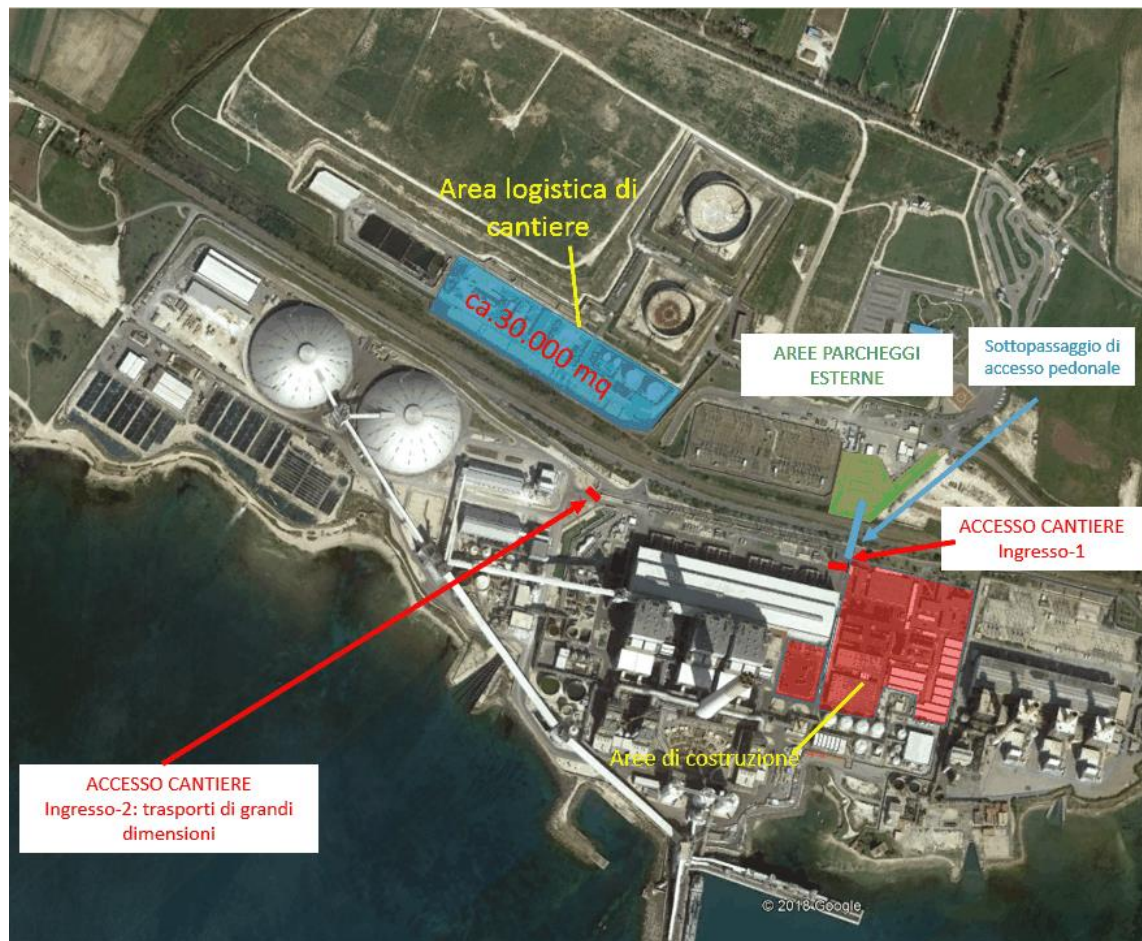 Area logistica di
cantiere
ca.30.000 mq
AREE PARCHEGGI
ESTERNE
Sottopassaggio di
accesso pedonale
ACCESSO CANTIERE
Ingresso-1
Aree di costruzione
ACCESSO CANTIERE
Ingresso-2: trasporti di grandi
dimensioni
© 2018 Google